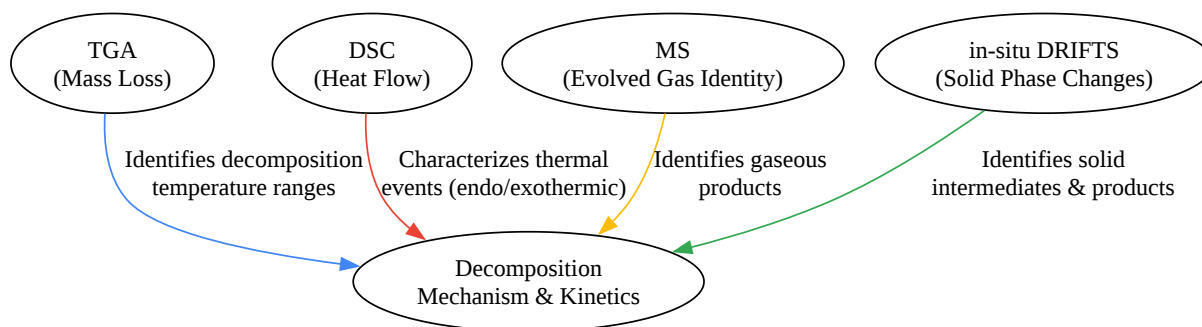 TGA
(Mass Loss)
DSC
(Heat Flow)
MS
(Evolved Gas Identity)
in-situ DRIFTS
(Solid Phase Changes)
Identifies decomposition
temperature ranges
Characterizes thermal
events (endo/exothermic)
Identifies gaseous
products
Identifies solid
intermediates & products
Decomposition
Mechanism & Kinetics